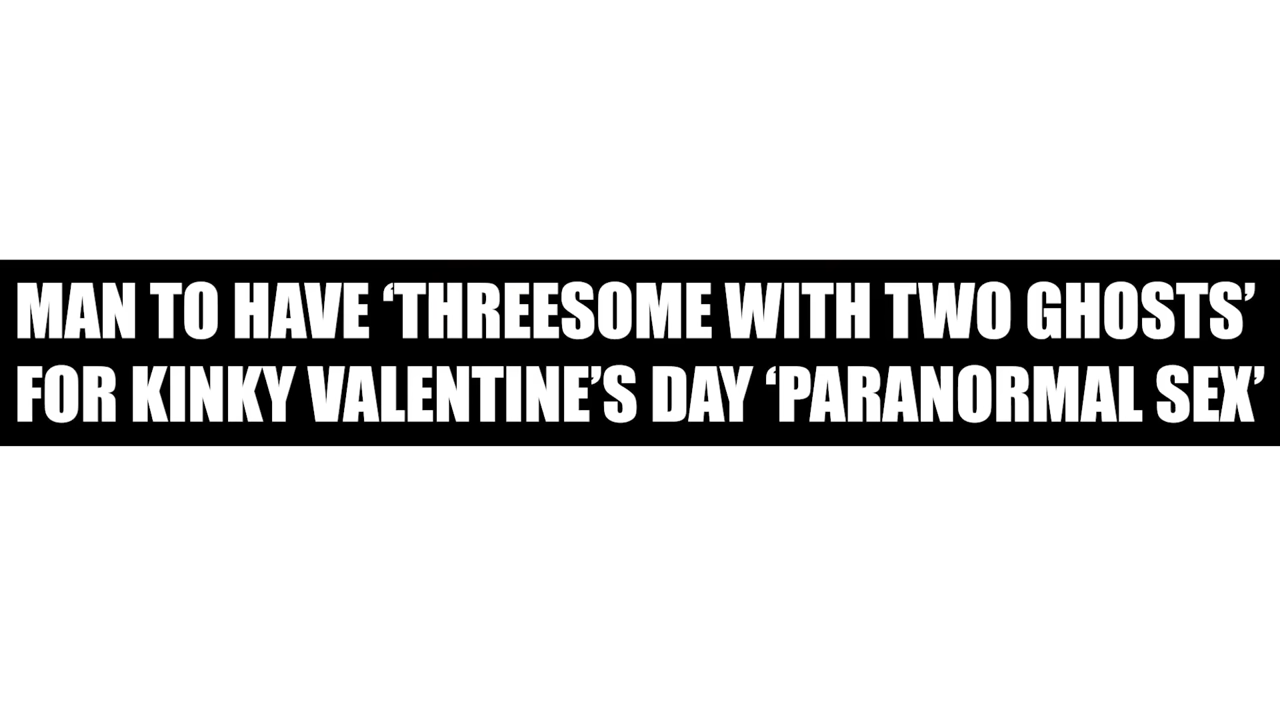 MAN TO HAVE ‘THREESOME WITH TWO GHOSTS’
FOR KINKY VALENTINE’S DAY ‘PARANORMAL SEX’